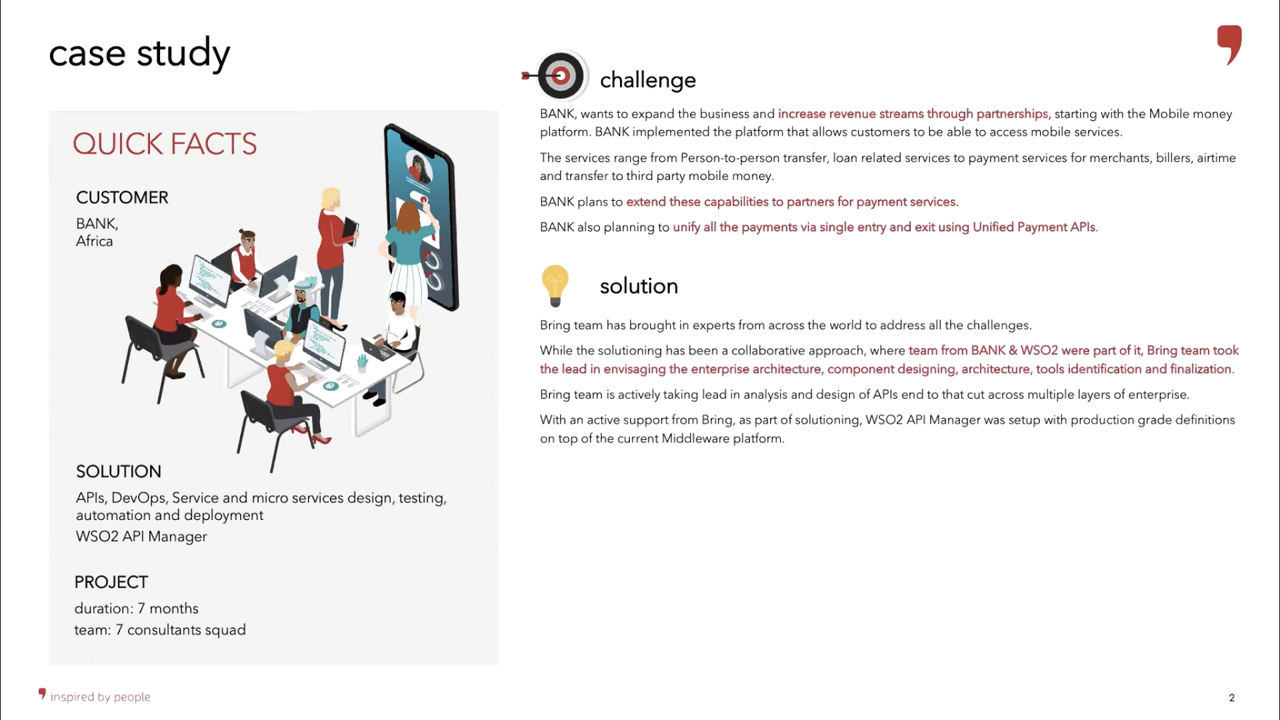 case study
QUICK FACTS
CUSTOMER
BANK,
Africa
SOLUTION
APIs, DevOps, Service and micro services design, testing,
automation and deployment
WSO2 API Manager
PROJECT
duration: 7 months
team: 7 consultants squad
challenge
BANK, wants to expand the business and increase revenue streams through partnerships, starting with the Mobile money
platform. BANK implemented the platform that allows customers to be able to access mobile services.
The services range from Person-to-person transfer, loan related services to payment services for merchants, billers, airtime
and transfer to third party mobile money.
BANK plans to extend these capabilities to partners for payment services.
BANK also planning to unify all the payments via single entry and exit using Unified Payment APIs.
solution
Bring team has brought in experts from across the world to address all the challenges.
While the solutioning has been a collaborative approach, where team from BANK & WSO2 were part of it, Bring team took
the lead in envisaging the enterprise architecture, component designing, architecture, tools identification and finalization.
Bring team is actively taking lead in analysis and design of APIs end to that cut across multiple layers of enterprise.
With an active support from Bring, as part of solutioning, WSO2 API Manager was setup with production grade definitions
on top of the current Middleware platform.
inspired by people
2